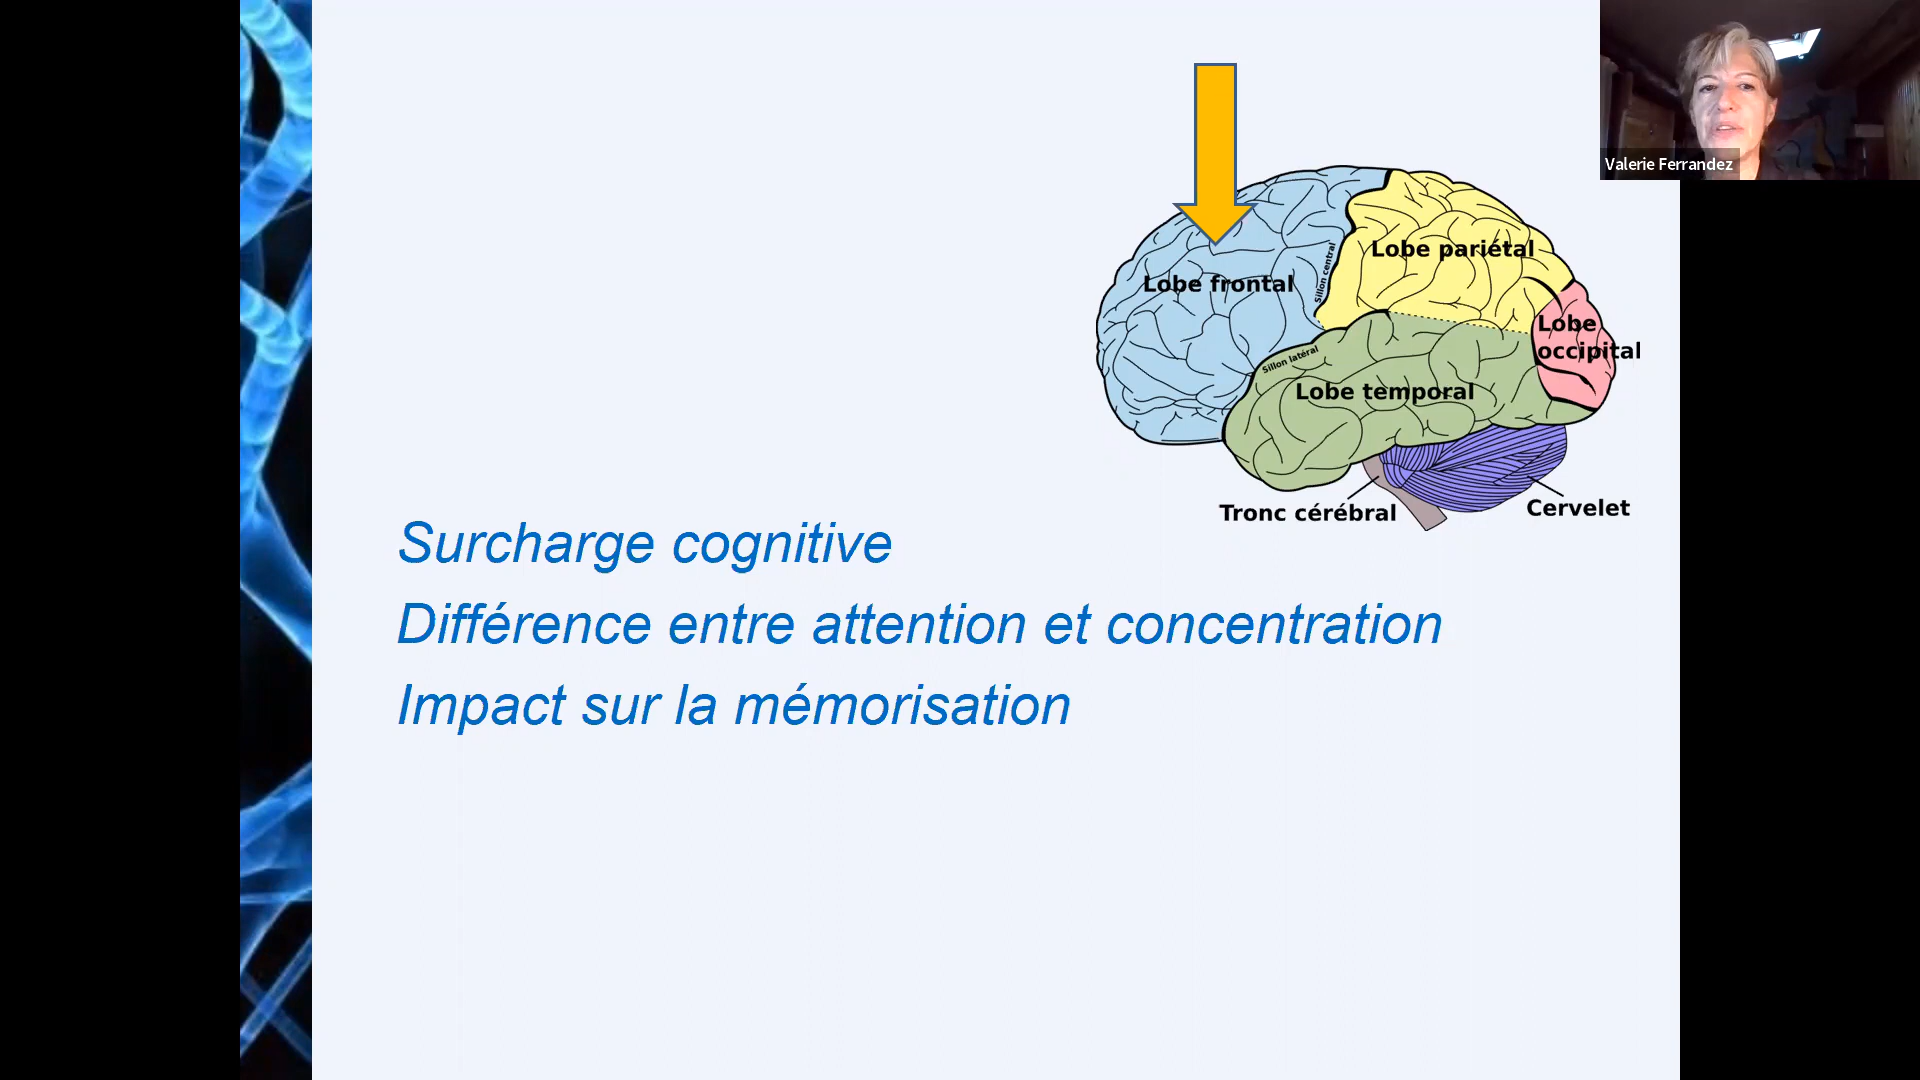 Valerie Ferrandez
Lobe pariétal
Sillon central
Lobe frontal
Lobe
occipital
Sillon latéral
Lobe temporal
Tronc cérébral
Cervelet
Surcharge cognitive
Différence entre attention et concentration
Impact sur la mémorisation